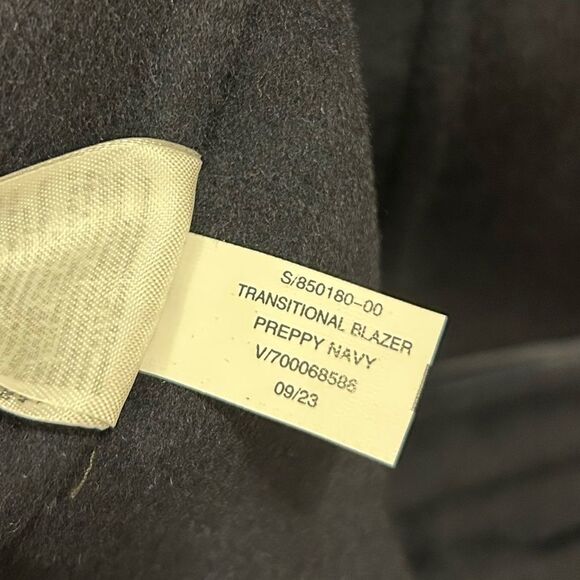 S/850180-00
TRANSITIONAL BLAZER
PREPPY NAVY
V/700068586
09/23